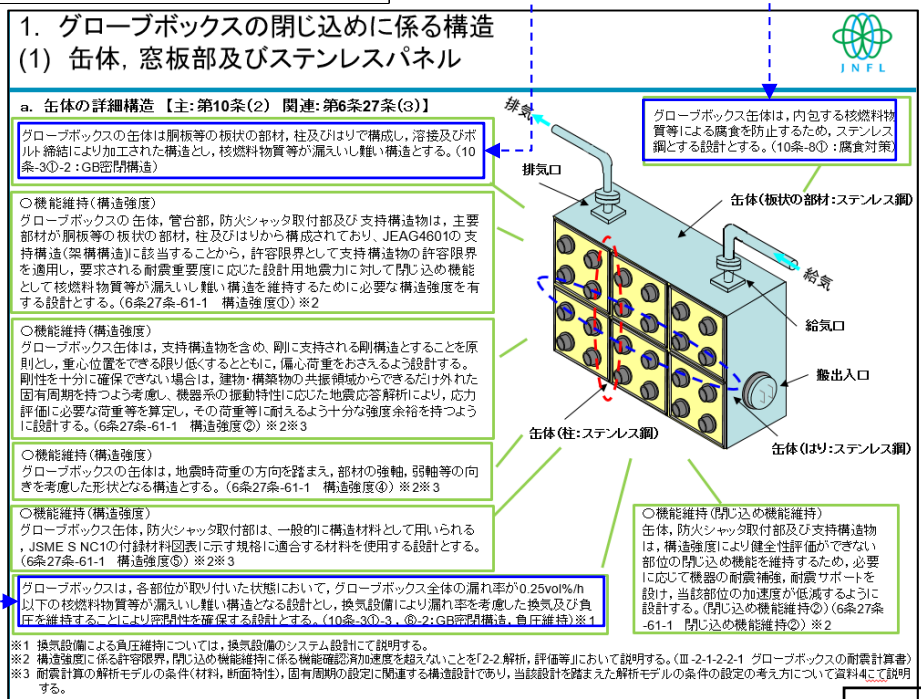 1. グローブボックスの閉じ込めに係る構造
(1) 缶体，窓板部及びステンレスパネル
JNFL
a. 缶体の詳細構造 【主：第10条(2) 関連：第6条27条(3)】
グローブボックスの缶体は胴板等の板状の部材，柱及びはりで構成し，溶接及びボ
ルト締結により加工された構造とし，核燃料物質等が漏えいし難い構造とする。(10
条-3①-2：GB密閉構造)
〇機能維持(構造強度)
グローブボックスの缶体，管台部，防火シャッタ取付部及び支持構造物は，主要
部材が胴板等の板状の部材，柱及びはりから構成されており、JEAG4601の支
持構造(架構構造)に該当することから，許容限界として支持構造物の許容限界
を適用し，要求される耐震重要度に応じた設計用地震力に対して閉じ込め機能
として核燃料物質等が漏えいし難い構造を維持するために必要な構造強度を有
する設計とする。(6条27条-61-1 構造強度①) ※2
〇機能維持(構造強度)
グローブボックス缶体は，支持構造物を含め，剛に支持される剛構造とすることを原
則とし，重心位置をできる限り低くするとともに，偏心荷重をおさえるよう設計する。
剛性を十分に確保できない場合は，建物・構築物の共振領域からできるだけ外れた
固有周期を持つよう考慮し，機器系の振動特性に応じた地震応答解析により，応力
評価に必要な荷重等を算定し，その荷重等に耐えるよう十分な強度余裕を持つよう
に設計する。(6条27条-61-1 構造強度②) ※2※3
〇機能維持(構造強度)
グローブボックスの缶体は，地震時荷重の方向を踏まえ，部材の強軸，弱軸等の向
きを考慮した形状となる構造とする。(6条27条-61-1 構造強度④) ※2※3
〇機能維持(構造強度)
グローブボックス缶体，防火シャッタ取付部は，一般的に構造材料として用いられる
，JSME S NC1の付録材料図表に示す規格に適合する材料を使用する設計とする。
(6条27条-61-1 構造強度⑤) ※2※3
グローブボックスは，各部位が取り付いた状態において，グローブボックス全体の漏れ率が0.25vol%/h
以下の核燃料物質等が漏えいし難い構造となる設計とし，換気設備により漏れ率を考慮した換気及び負
圧を維持することにより密閉性を確保する設計とする。(10条-3①-3，⑥-2：GB密閉構造，負圧維持)※1
グローブボックス缶体は，内包する核燃料物
質等による腐食を防止するため，ステンレス
鋼とする設計とする。(10条-8①：腐食対策)
排気
排気口
缶体(板状の部材：ステンレス鋼)
給気
給気口
搬出入口
缶体(柱：ステンレス鋼)
缶体(はり：ステンレス鋼)
〇機能維持(閉じ込め機能維持)
缶体，防火シャッタ取付部及び支持構造物
は，構造強度により健全性評価ができない
部位の閉じ込め機能を維持するため，必要
に応じて機器の耐震補強，耐震サポートを
設け，当該部位の加速度が低減するように
設計する。(閉じ込め機能維持②)(6条27条
-61-1 閉じ込め機能維持②) ※2
※1 換気設備による負圧維持については，換気設備のシステム設計にて説明する。
※2 構造強度に係る許容限界，閉じ込め機能維持に係る機能確認済加速度を超えないことを「2-2.解析，評価等」において説明する。(Ⅲ-2-1-2-2-1 グローブボックスの耐震計算書)
※3 耐震計算の解析モデルの条件(材料，断面特性)，固有周期の設定に関連する構造設計であり，当該設計を踏まえた解析モデルの条件の設定の考え方について資料4にて説明
する。